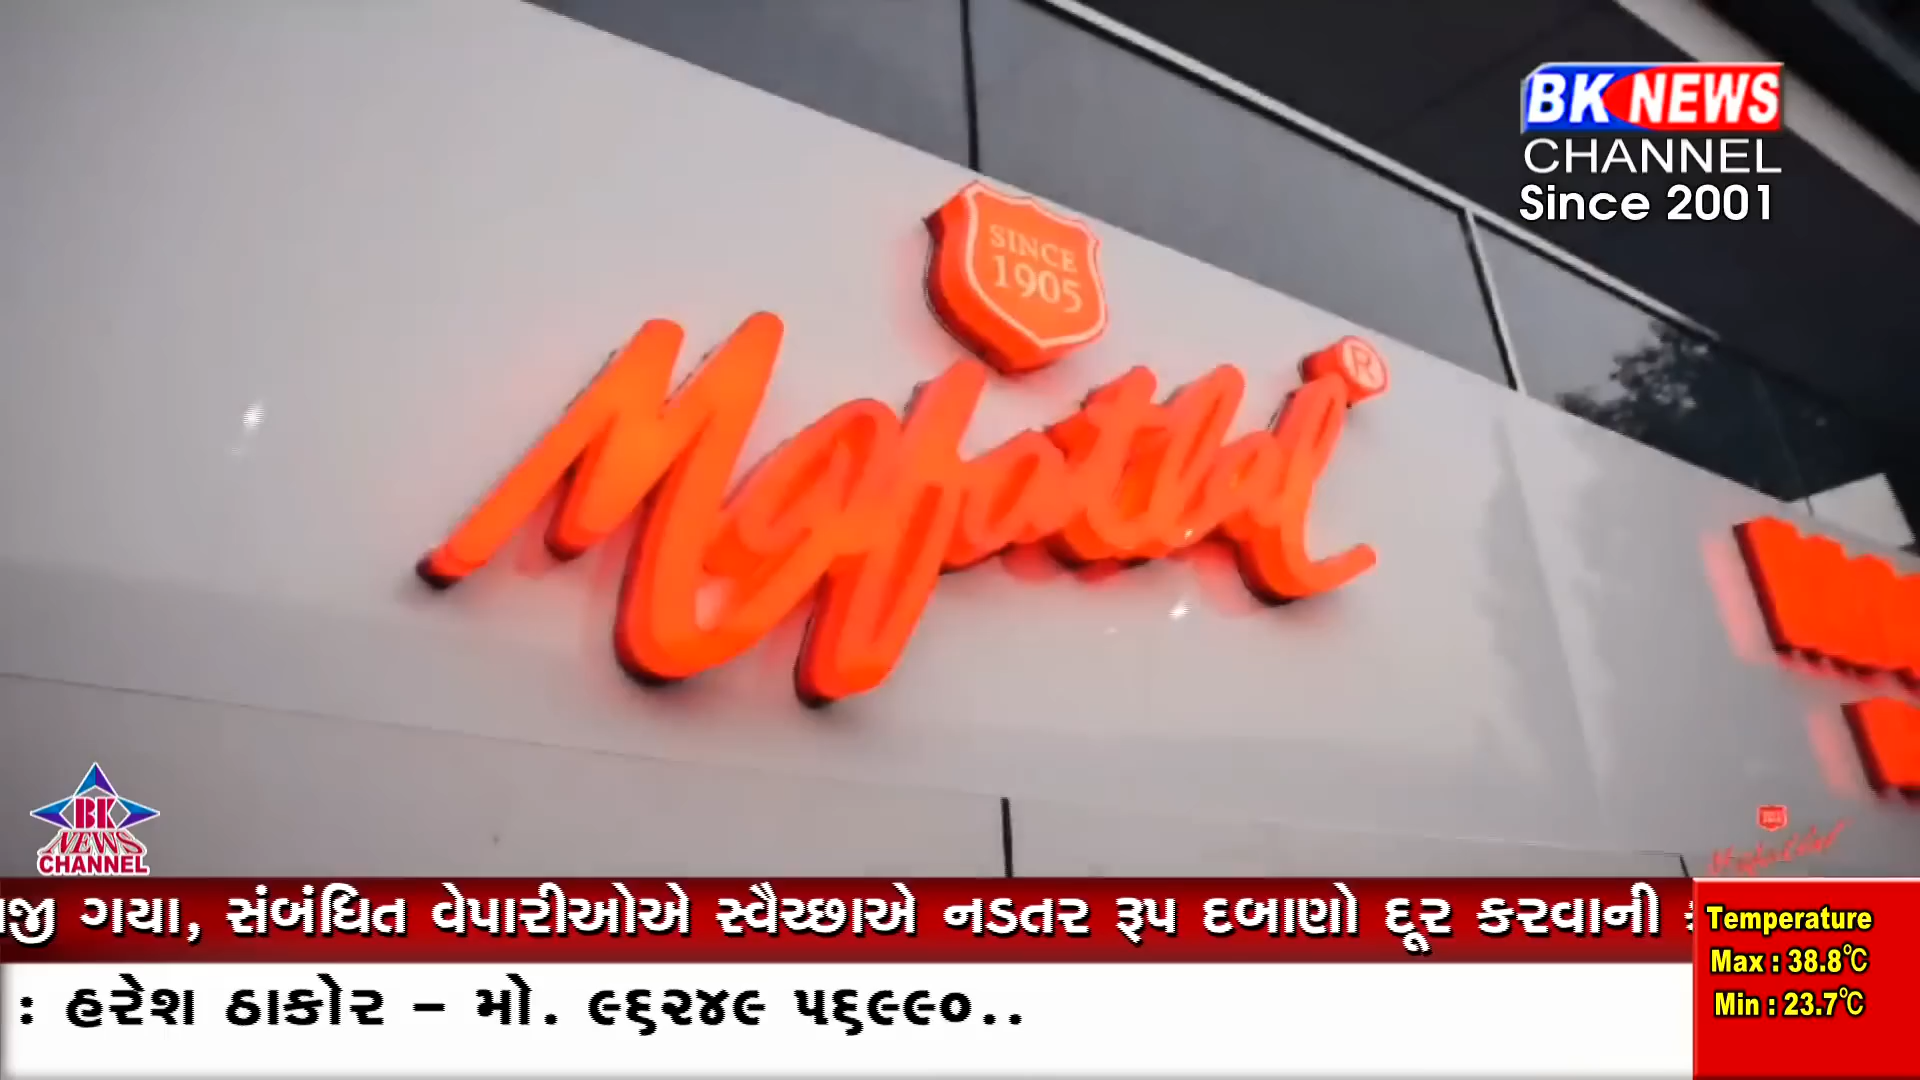 BK NEWS
CHANNEL
Since 2001
SINCE
1905
Mafatlal
®
BK
NEWS
CHANNEL
ગયા, સંબંધિત વેપારીઓએ સ્વૈચ્છાએ નડતર રૂપ દબાણો દૂર કરવાની
Temperature
Max : 38.8℃
Min : 23.7℃
: હરેશ ઠાકોર – મો. ૯૬૨૪૯ ૫૬૯૯૦..